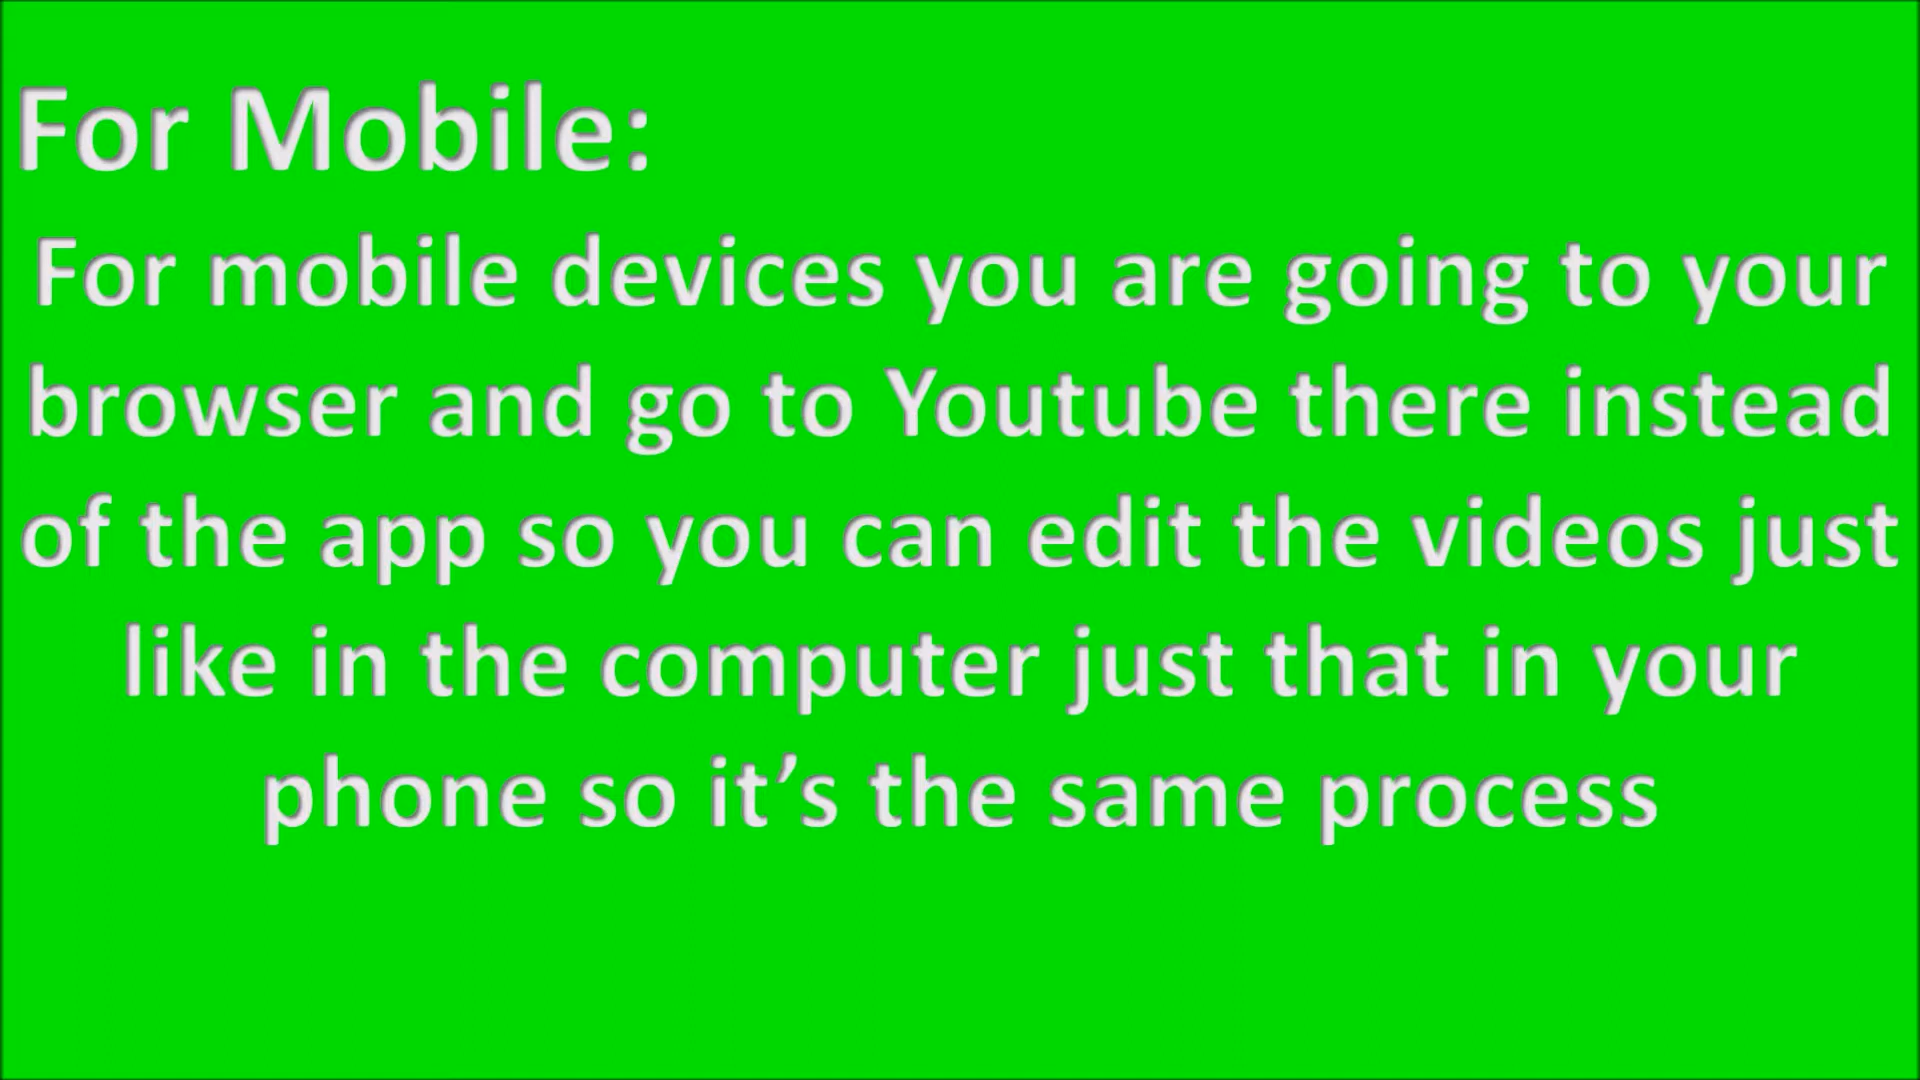 For Mobile:
For mobile devices you are going to your
browser and go to Youtube there instead
of the app so you can edit the videos just
like in the computer just that in your
phone so it’s the same process